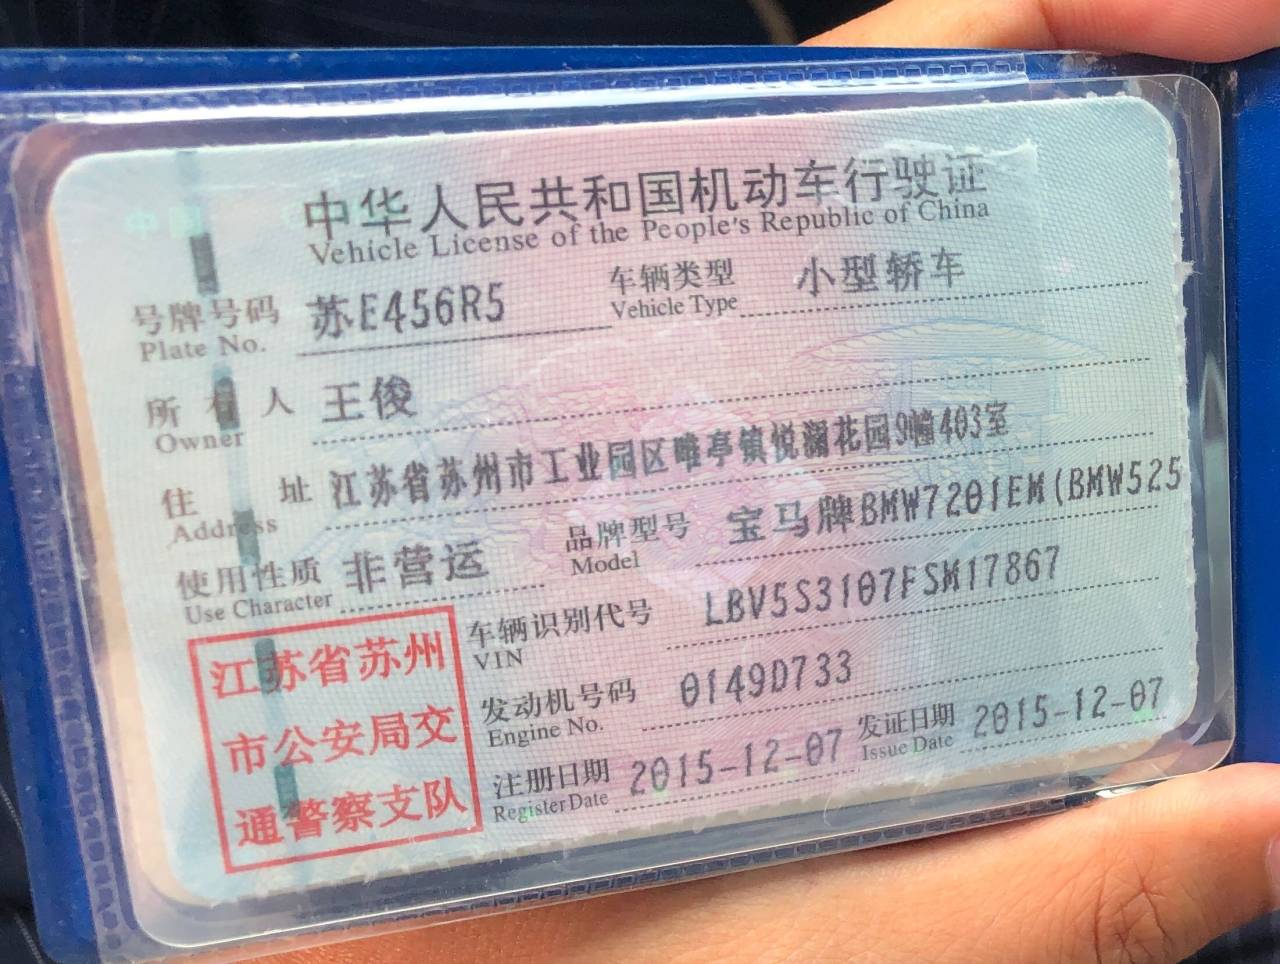 中华人民共和国机动车行驶证
Vehicle License of the People's Republic of China
号牌号码 苏E456R5 车辆类型 小型轿车
Plate No. Vehicle Type
所有人 王俊
Owner
住址 江苏省苏州市工业园区唯亭镇悦澜花园9幢403室
Address
使用性质 非营运 品牌型号 宝马牌BMW7201EM(BMW525
Use Character Model
车辆识别代号 LBV5S3107FSM17867
VIN
发动机号码 0149D733
Engine No.
注册日期 2015-12-07 发证日期 2015-12-07
Register Date Issue Date
江苏省苏州
市公安局交
通警察支队